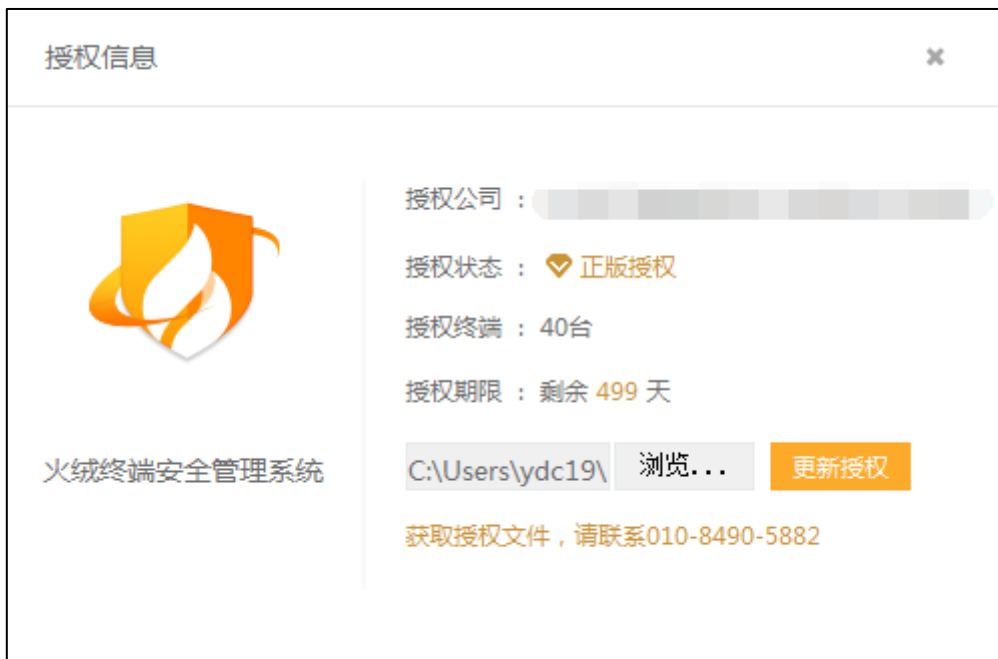 授权信息
授权公司 ：
授权状态 ： 正版授权
授权终端 ： 40台
授权期限 ： 剩余 499 天
火绒终端安全管理系统
C:\Users\ydc19\ 浏览... 更新授权
获取授权文件，请联系010-8490-5882